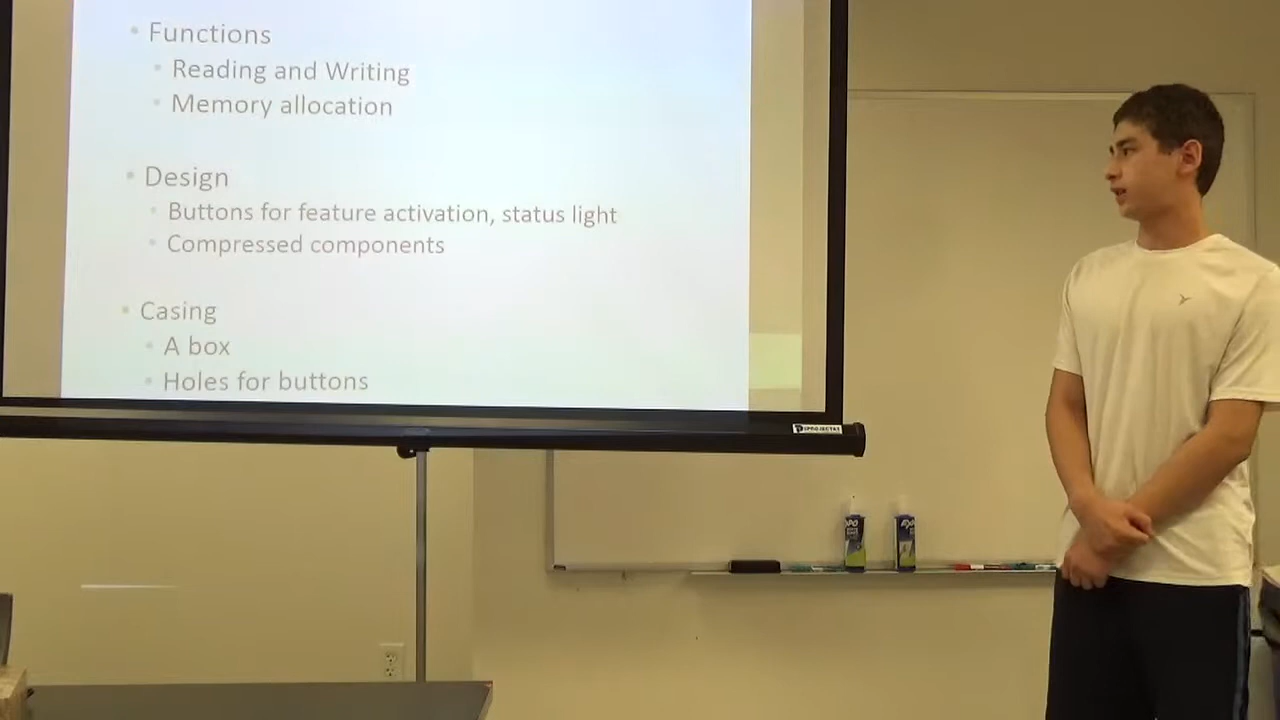 • Functions
• Reading and Writing
• Memory allocation
• Design
• Buttons for feature activation, status light
• Compressed components
• Casing
• A box
• Holes for buttons
EXPO